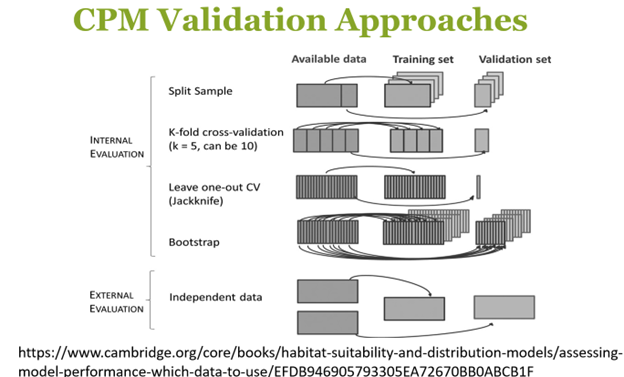 CPM Validation Approaches
Available data Training set Validation set
Split Sample
INTERNAL
EVALUATION
K-fold cross-validation
(k = 5, can be 10)
Leave one-out CV
(Jackknife)
Bootstrap
EXTERNAL
EVALUATION
Independent data
https://www.cambridge.org/core/books/habitat-suitability-and-distribution-models/assessing-
model-performance-which-data-to-use/EFDB946905793305EA72670BB0ABCB1F